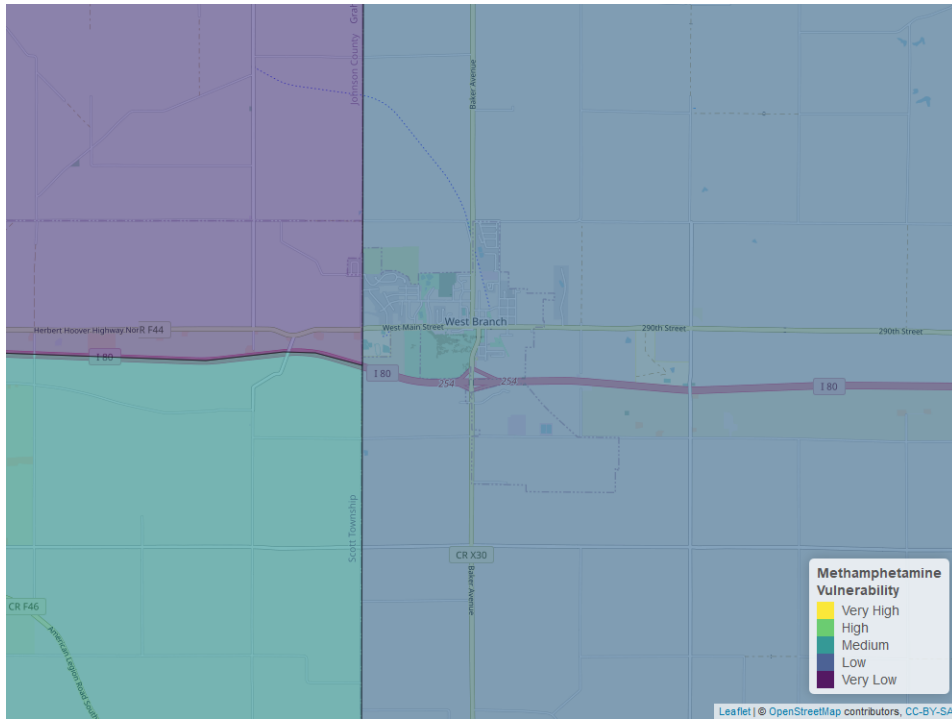 Johnson County
Grah
Baker Avenue
Herbert Hoover Highway Nor
R F44
West Main Street
West Branch
290th Street
290th Street
I 80
I 80
254
254
I 80
Scott Township
CR X30
Baker Avenue
CR F46
American Legion Road South
Methamphetamine
Vulnerability
Very High
High
Medium
Low
Very Low
Leaflet | © OpenStreetMap contributors, CC-BY-SA